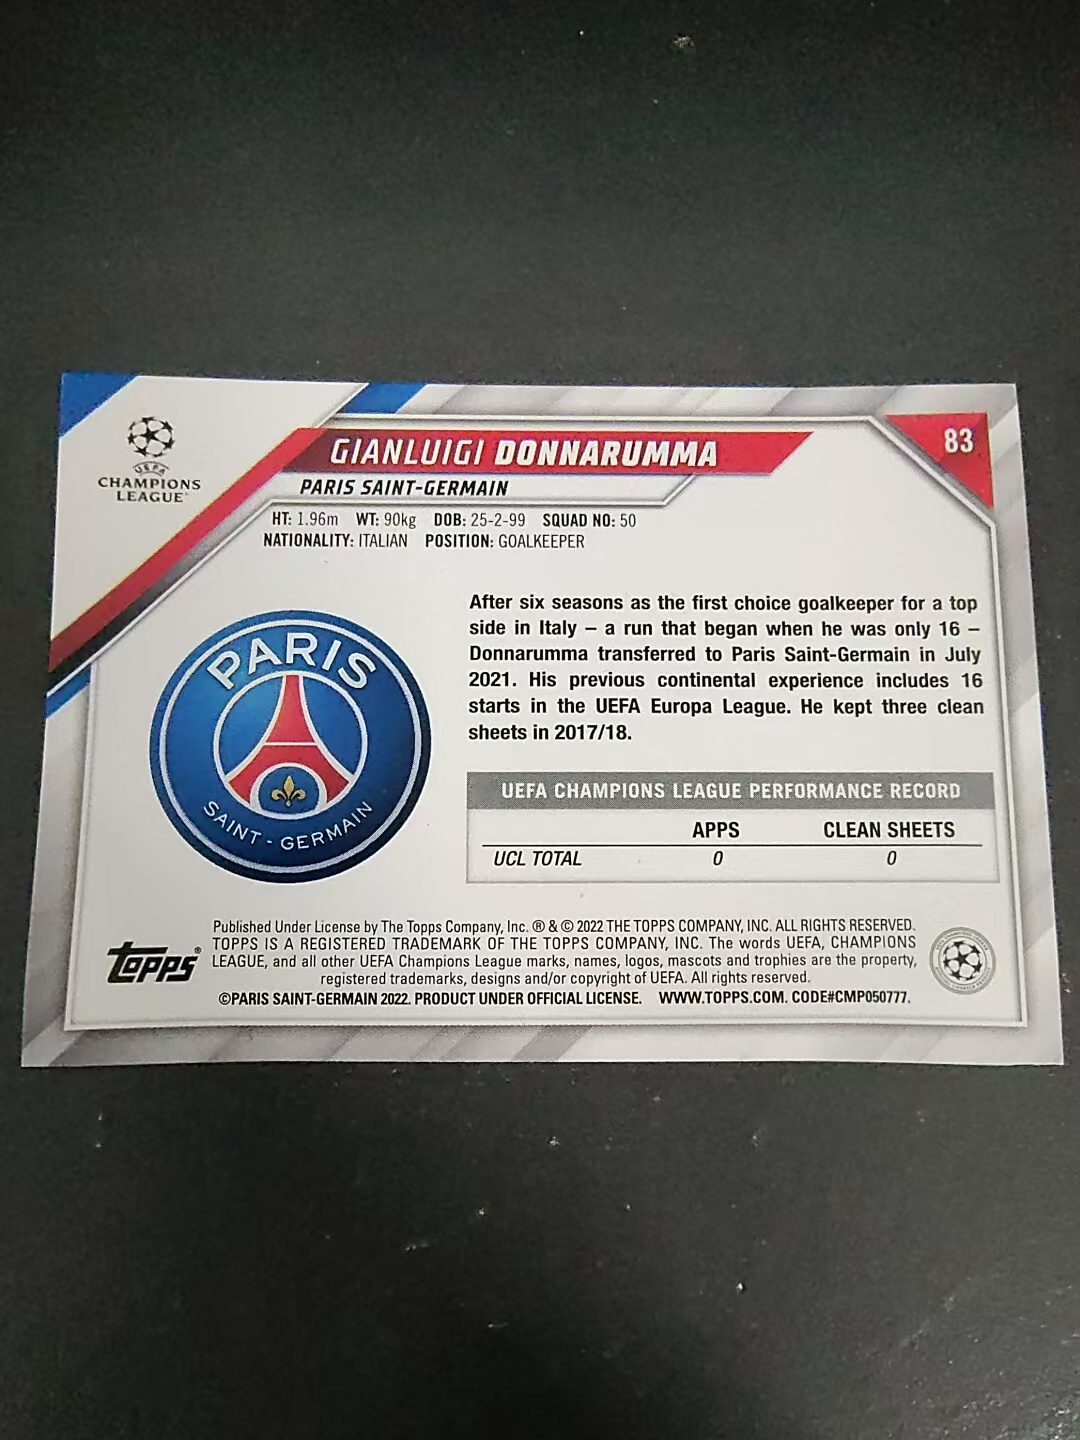 UEFA
CHAMPIONS
LEAGUE
GIANLUIGI DONNARUMMA
83
PARIS SAINT-GERMAIN
HT: 1.96m WT: 90kg DOB: 25-2-99 SQUAD NO: 50
NATIONALITY: ITALIAN POSITION: GOALKEEPER
PARIS
SAINT - GERMAIN
After six seasons as the first choice goalkeeper for a top
side in Italy – a run that began when he was only 16 –
Donnarumma transferred to Paris Saint-Germain in July
2021. His previous continental experience includes 16
starts in the UEFA Europa League. He kept three clean
sheets in 2017/18.
UEFA CHAMPIONS LEAGUE PERFORMANCE RECORD
APPS CLEAN SHEETS
UCL TOTAL 0 0
Topps®
Published Under License by The Topps Company, Inc. ® & © 2022 THE TOPPS COMPANY, INC. ALL RIGHTS RESERVED.
TOPPS IS A REGISTERED TRADEMARK OF THE TOPPS COMPANY, INC. The words UEFA, CHAMPIONS
LEAGUE, and all other UEFA Champions League marks, names, logos, mascots and trophies are the property,
registered trademarks, designs and/or copyright of UEFA. All rights reserved.
©PARIS SAINT-GERMAIN 2022. PRODUCT UNDER OFFICIAL LICENSE. WWW.TOPPS.COM. CODE#CMP050777.